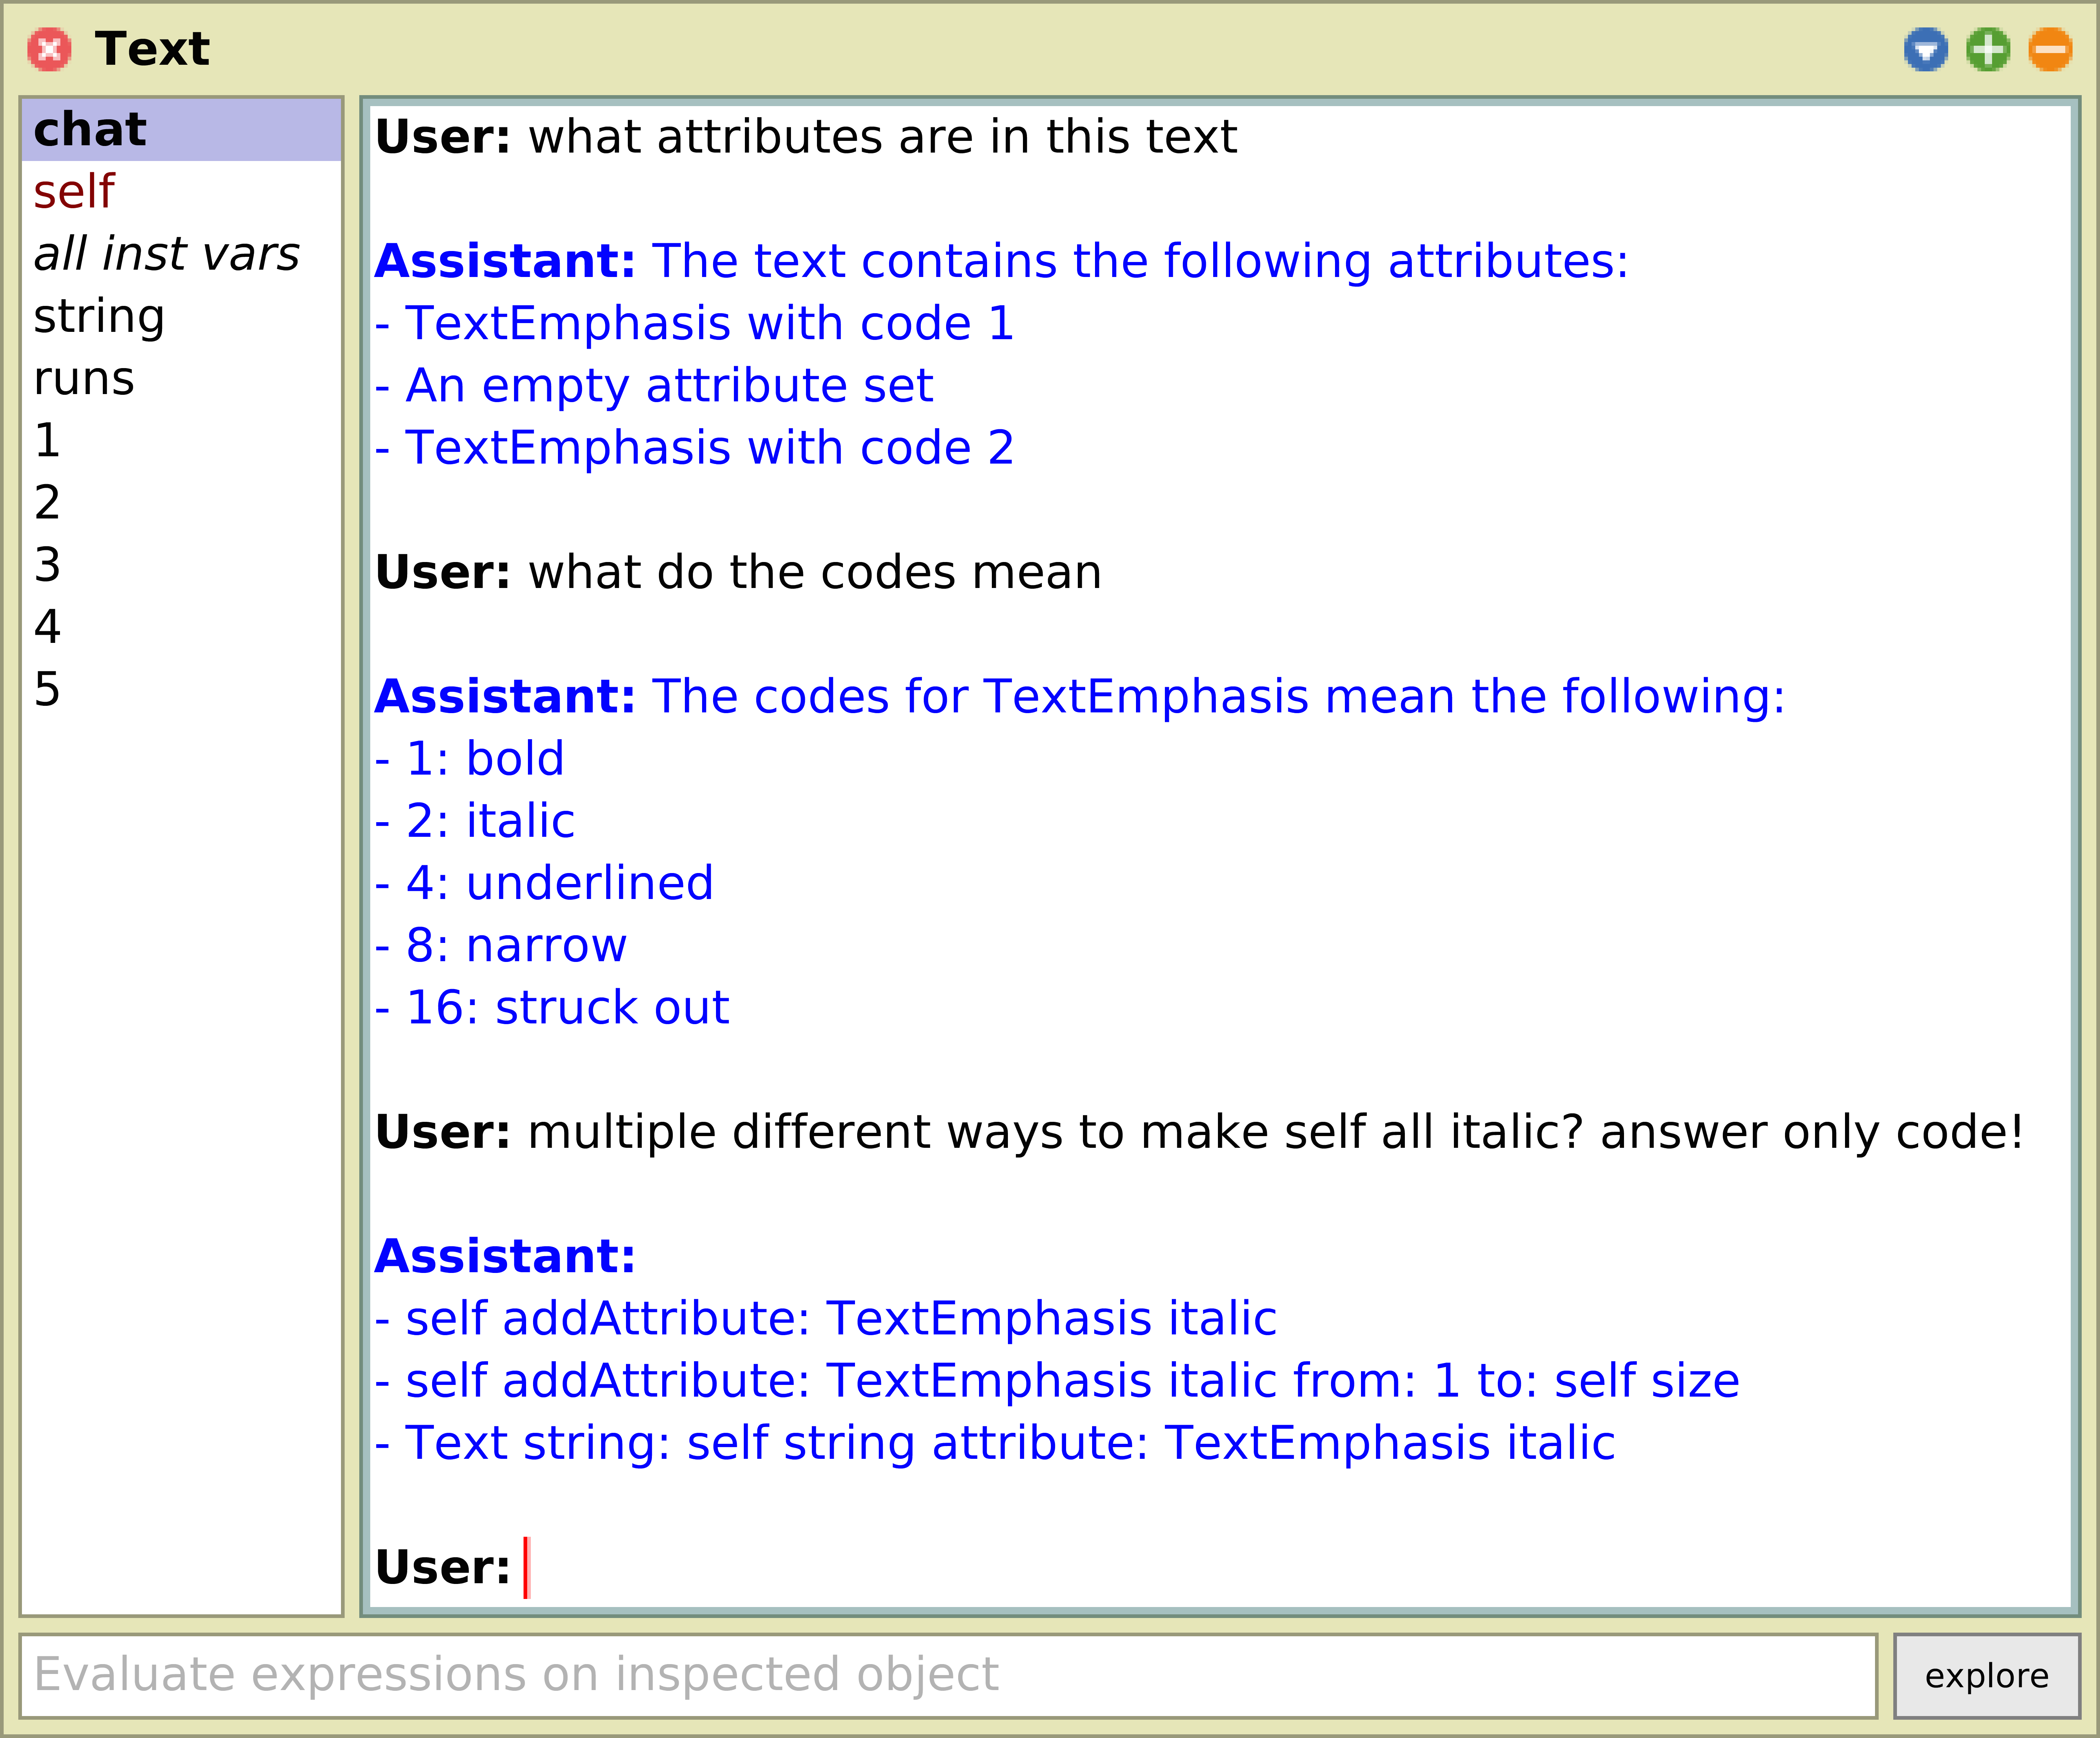 Text
chat
self
all inst vars
string
runs
1
2
3
4
5
User: what attributes are in this text
Assistant: The text contains the following attributes:
- TextEmphasis with code 1
- An empty attribute set
- TextEmphasis with code 2
User: what do the codes mean
Assistant: The codes for TextEmphasis mean the following:
- 1: bold
- 2: italic
- 4: underlined
- 8: narrow
- 16: struck out
User: multiple different ways to make self all italic? answer only code!
Assistant:
- self addAttribute: TextEmphasis italic
- self addAttribute: TextEmphasis italic from: 1 to: self size
- Text string: self string attribute: TextEmphasis italic
User:
Evaluate expressions on inspected object
explore